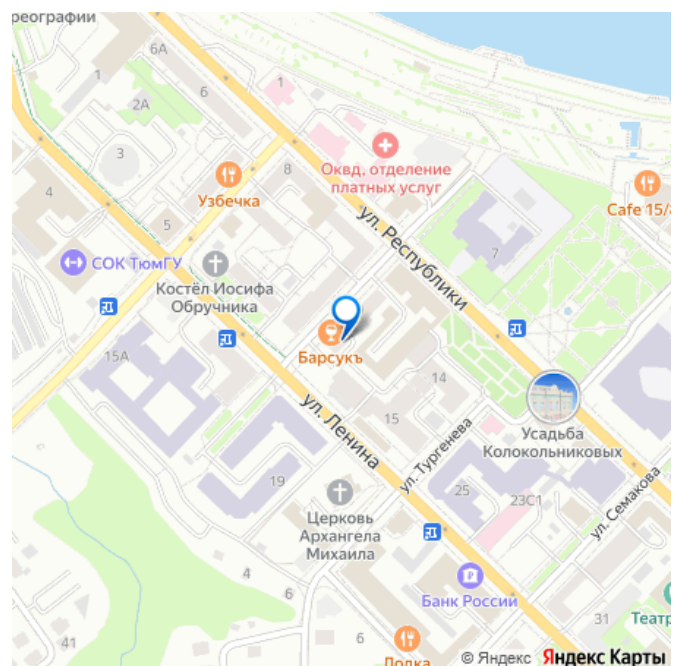 реографии
6А
1
6
1
2А
3
8
Оквд, отделение
платных услуг
Узбечка
Cafe 15/
4
5
ул. Республики
7
СОК ТюмГУ
Костёл Иосифа
Обручника
15А
Барсукъ
14
ул. Ленина
15
Усадьба
Колокольниковых
ул. Тургенева
19
25
23С1
ул. Семакова
Церковь
Архангела
Михаила
4
6
Банк России
31
Теат
41
6
Лодка
© Яндекс Яндекс Карты